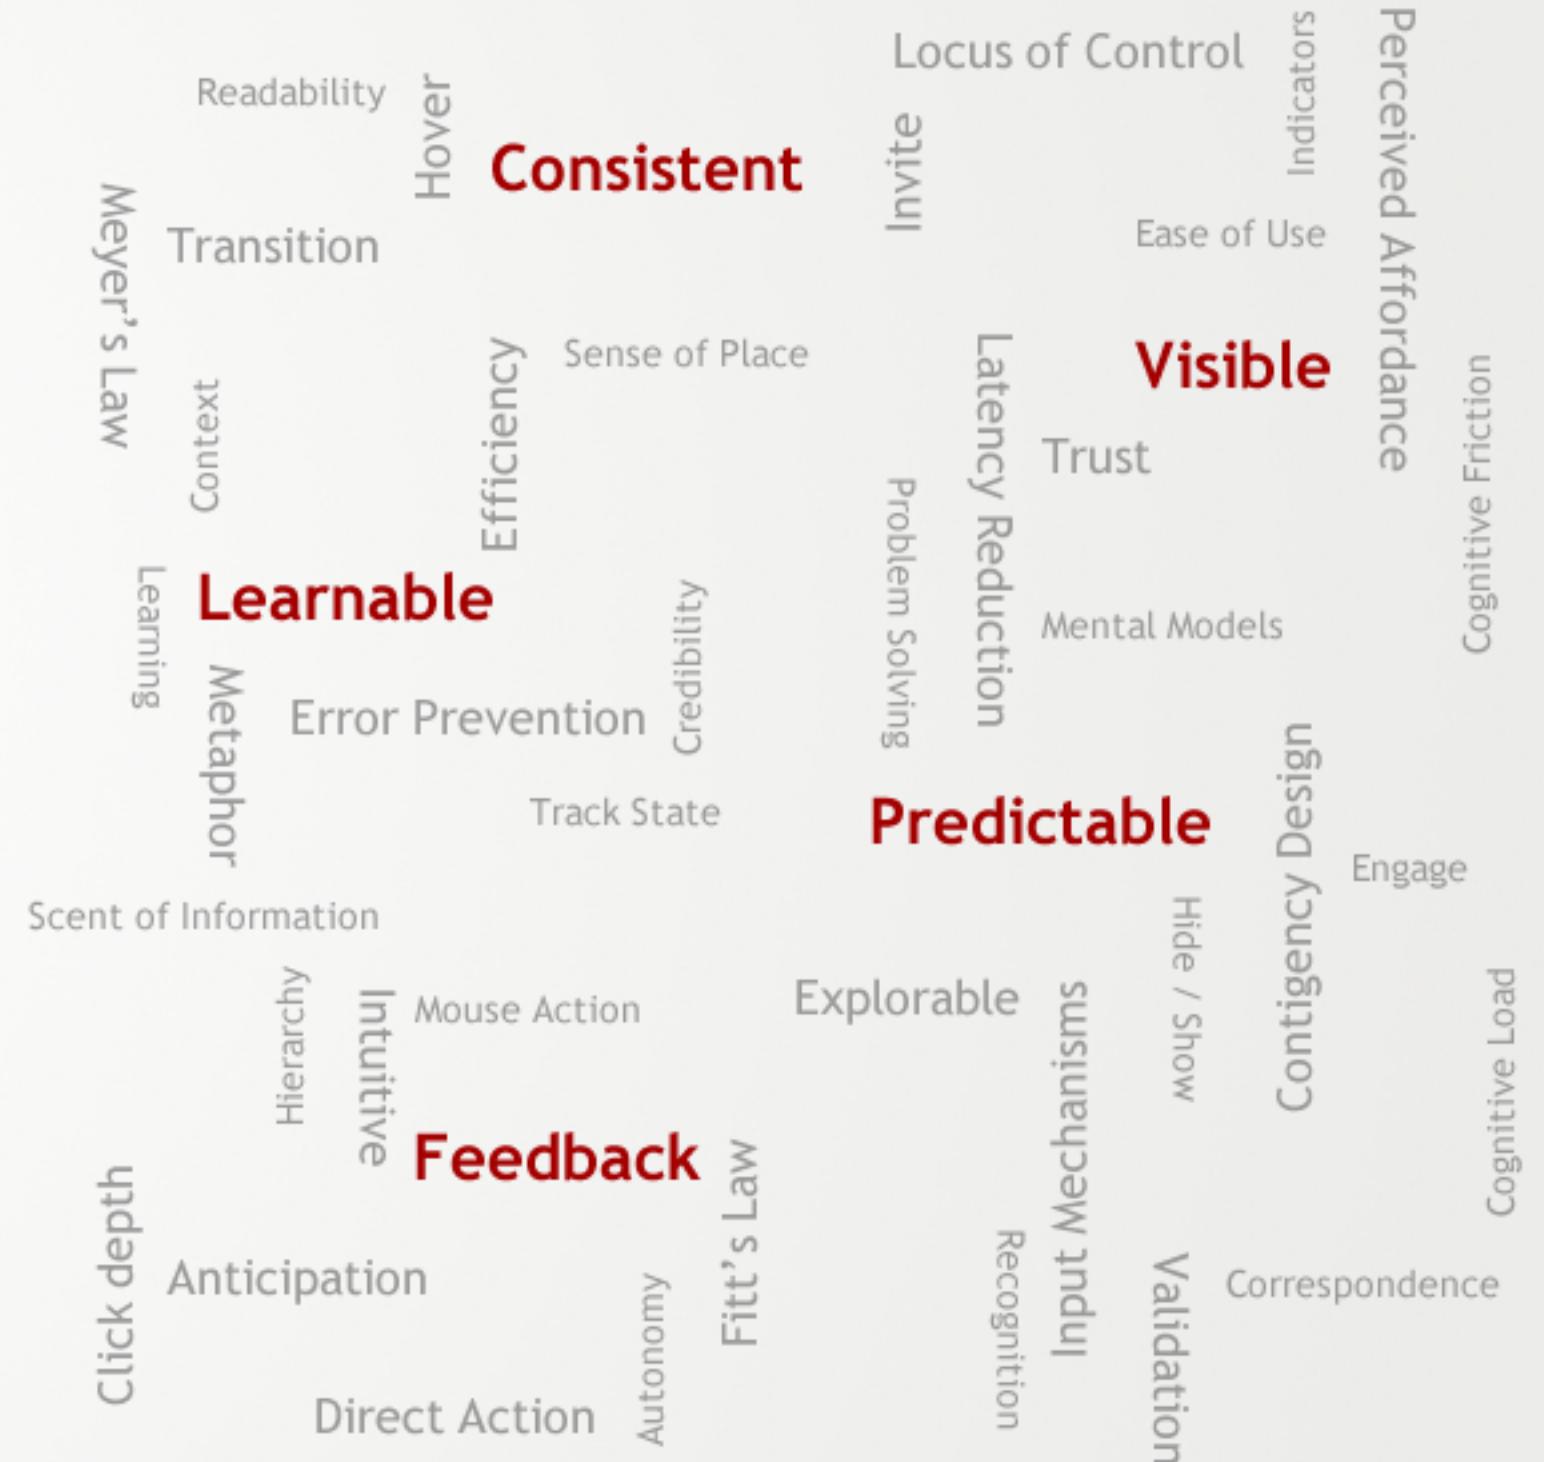 Locus of Control
Indicators
Perceived Affordance
Readability
Hover
Consistent
Invite
Meyer’s Law
Transition
Ease of Use
Efficiency
Sense of Place
Latency Reduction
Visible
Context
Trust
Cognitive Friction
Problem Solving
Learning
Learnable
Credibility
Mental Models
Metaphor
Error Prevention
Contigency Design
Track State
Predictable
Engage
Scent of Information
Hide / Show
Hierarchy
Intuitive
Mouse Action
Explorable
Input Mechanisms
Cognitive Load
Feedback
Fitt’s Law
Click depth
Anticipation
Recognition
Validation
Correspondence
Autonomy
Direct Action